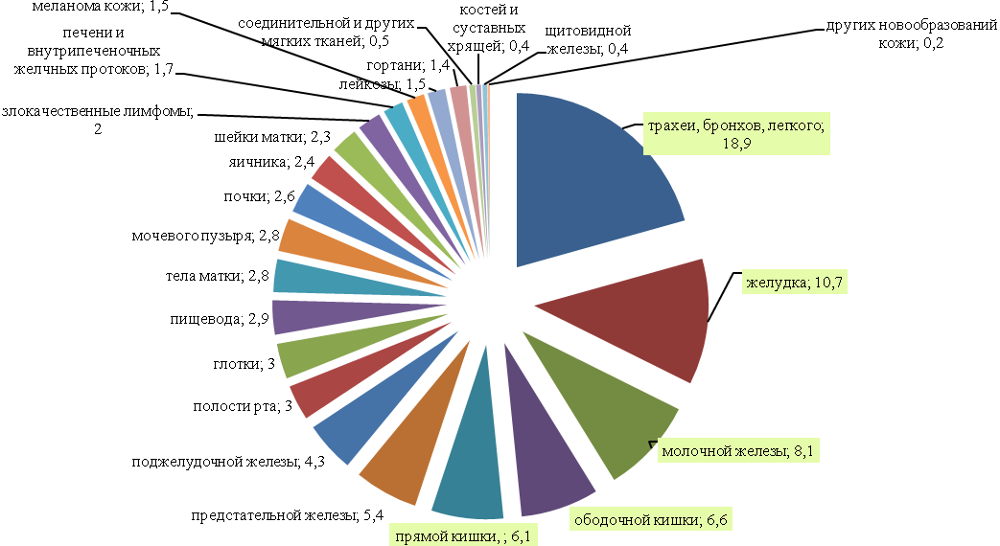 меланома кожи; 1,5
печени и
внутрипеченочных
желчных протоков; 1,7
злокачественные лимфомы;
2
шейки матки; 2,3
яичника; 2,4
почки; 2,6
мочевого пузыря; 2,8
тела матки; 2,8
пищевода; 2,9
глотки; 3
полости рта; 3
поджелудочной железы; 4,3
предстательной железы; 5,4
прямой кишки, ; 6,1
ободочной кишки; 6,6
молочной железы; 8,1
желудка; 10,7
трахеи, бронхов, легкого;
18,9
других новообразований
кожи; 0,2
щитовидной
железы; 0,4
костей и
суставных
хрящей; 0,4
соединительной и других
мягких тканей; 0,5
гортани; 1,4
лейкозы; 1,5